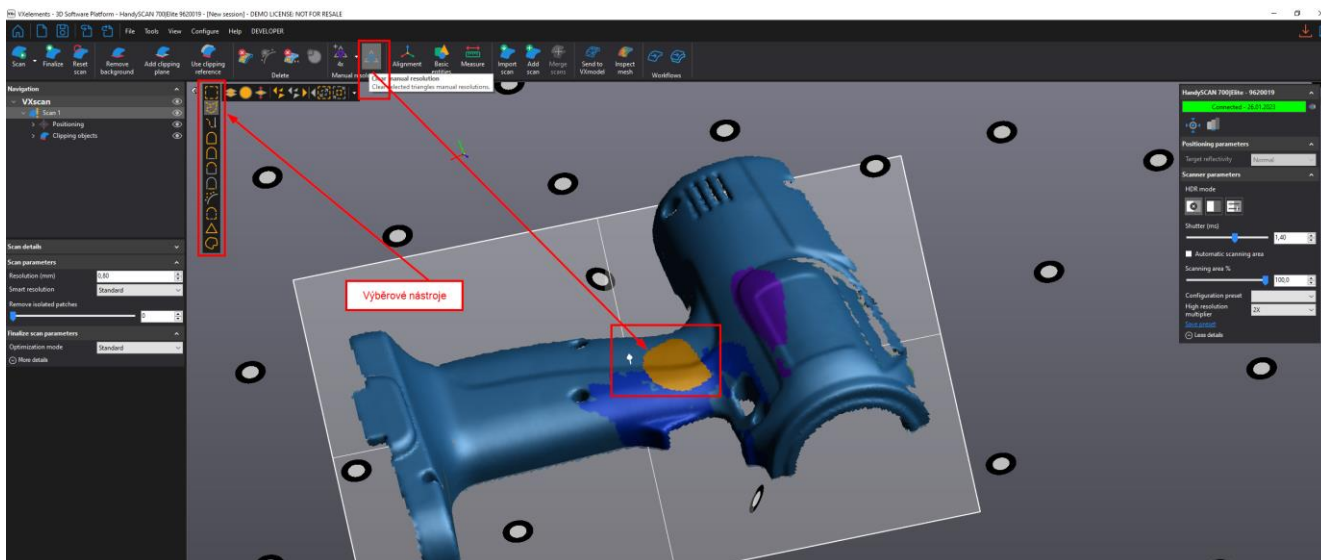 VXelements - 3D Software Platform - HandySCAN 700|Elite 9620019 - [New session] - DEMO LICENSE: NOT FOR RESALE
File Tools View Configure Help DEVELOPER
Scan Finalize Reset scan Remove background Add clipping plane Use clipping reference Delete 4x Manual Alignment Basic entities Measure Import scan Add scan Merge scans Send to VXmodel Inspect mesh Workflows
Clear manual resolution
Clear selected triangles manual resolutions.
Navigation
VXscan
Scan 1
Positioning
Clipping objects
Scan details
Scan parameters
Resolution (mm) 0,80
Smart resolution Standard
Remove isolated patches
0
Finalize scan parameters
Optimization mode Standard
More details
Výběrové nástroje
HandySCAN 700|Elite - 9620019
Connected - 26.01.2023
Positioning parameters
Target reflectivity Normal
Scanner parameters
HDR mode
Shutter (ms)
1,40
Automatic scanning area
Scanning area %
100,0
Configuration preset
High resolution multiplier 2X
Save preset
Less details